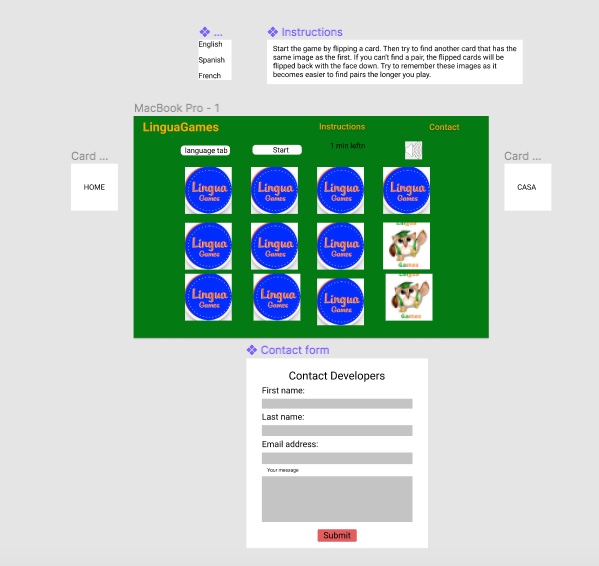 ❖ ...
English
Spanish
French
❖ Instructions
Start the game by flipping a card. Then try to find another card that has the
same image as the first. If you can't find a pair, the flipped cards will be
flipped back with the face down. Try to remember these images as it
becomes easier to find pairs the longer you play.
MacBook Pro - 1
LinguaGames
Instructions
Contact
language tab
Start
1 min leftn
Card ...
HOME
Card ...
CASA
Lingua
Games
Lingua
Games
Lingua
Games
Lingua
Games
Lingua
Games
Lingua
Games
Lingua
Games
Games
Lingua
Games
Lingua
Games
Lingua
Games
Games
❖ Contact form
Contact Developers
First name:
Last name:
Email address:
Your message
Submit